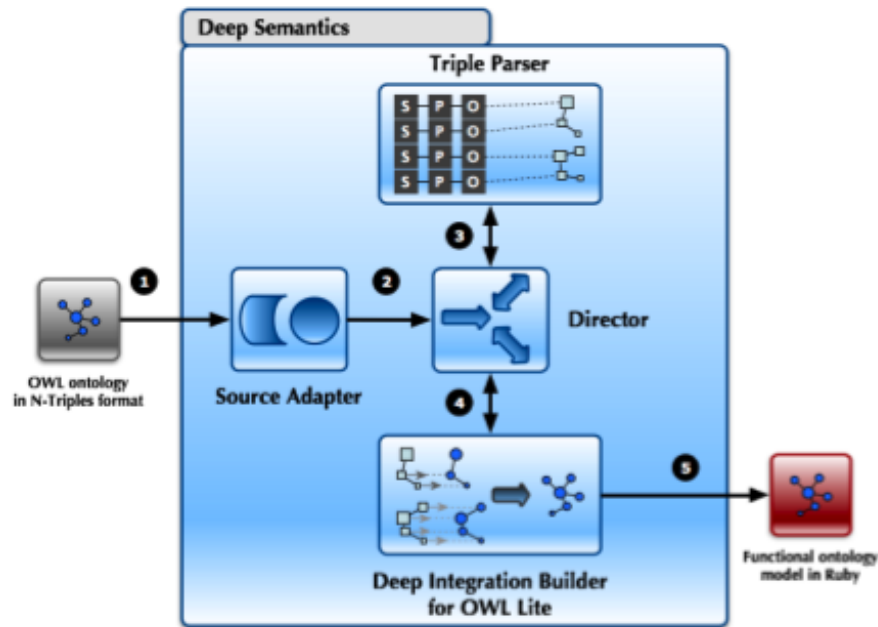 Deep Semantics
Triple Parser
S P O
S P O
S P O
S P O
3
1
2
Director
OWL ontology
in N-Triples format
Source Adapter
4
5
Deep Integration Builder
for OWL Lite
Functional ontology
model in Ruby